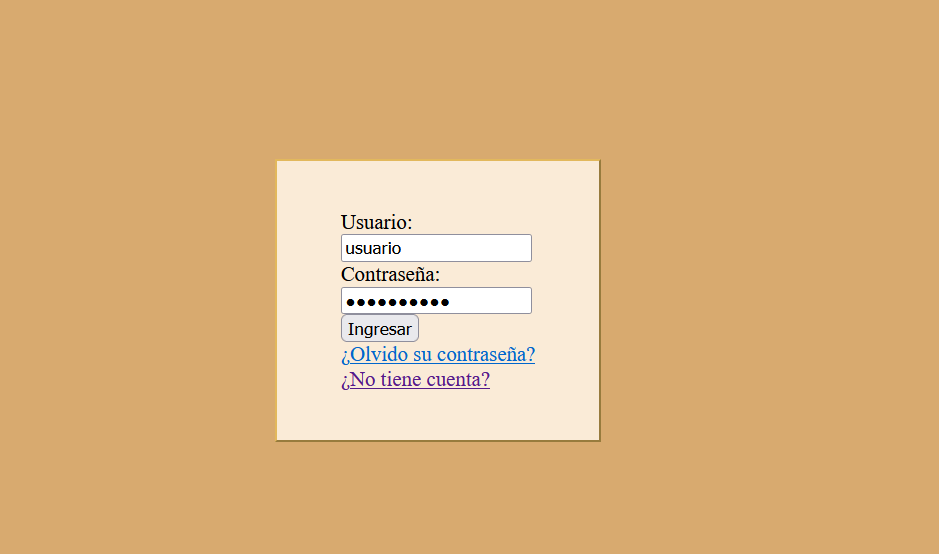 Usuario:
usuario
Contraseña:
●●●●●●●●●●
Ingresar
¿Olvido su contraseña?
¿No tiene cuenta?